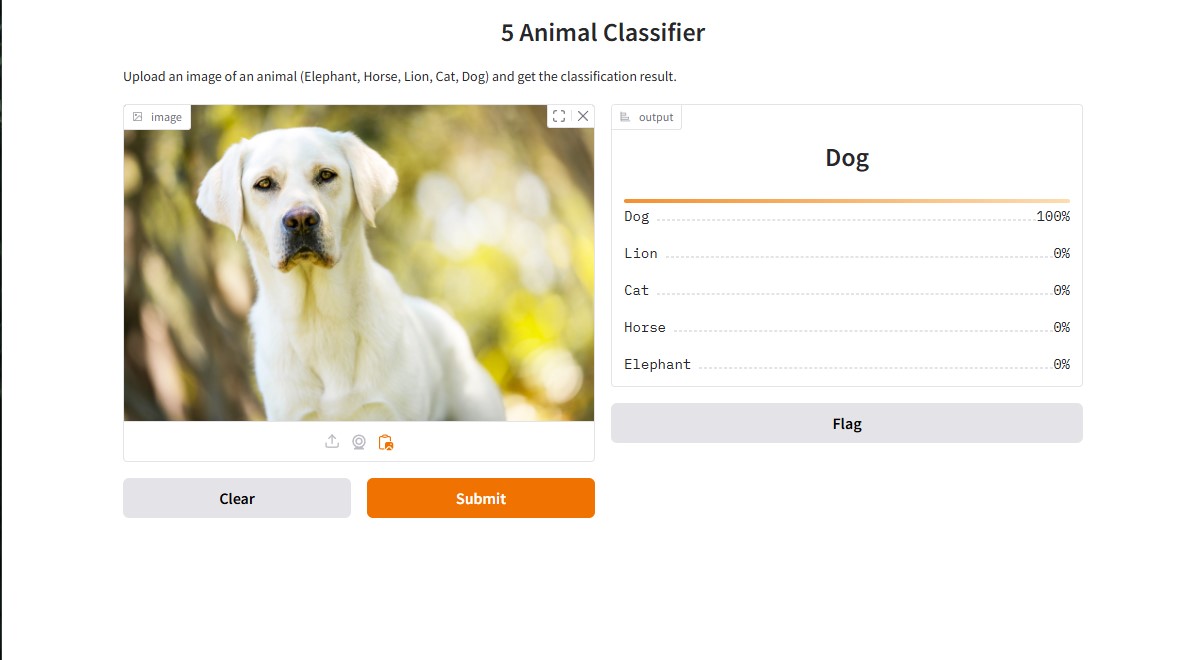 5 Animal Classifier
Upload an image of an animal (Elephant, Horse, Lion, Cat, Dog) and get the classification result.
image
output
Dog
Dog 100%
Lion 0%
Cat 0%
Horse 0%
Elephant 0%
Flag
Clear
Submit